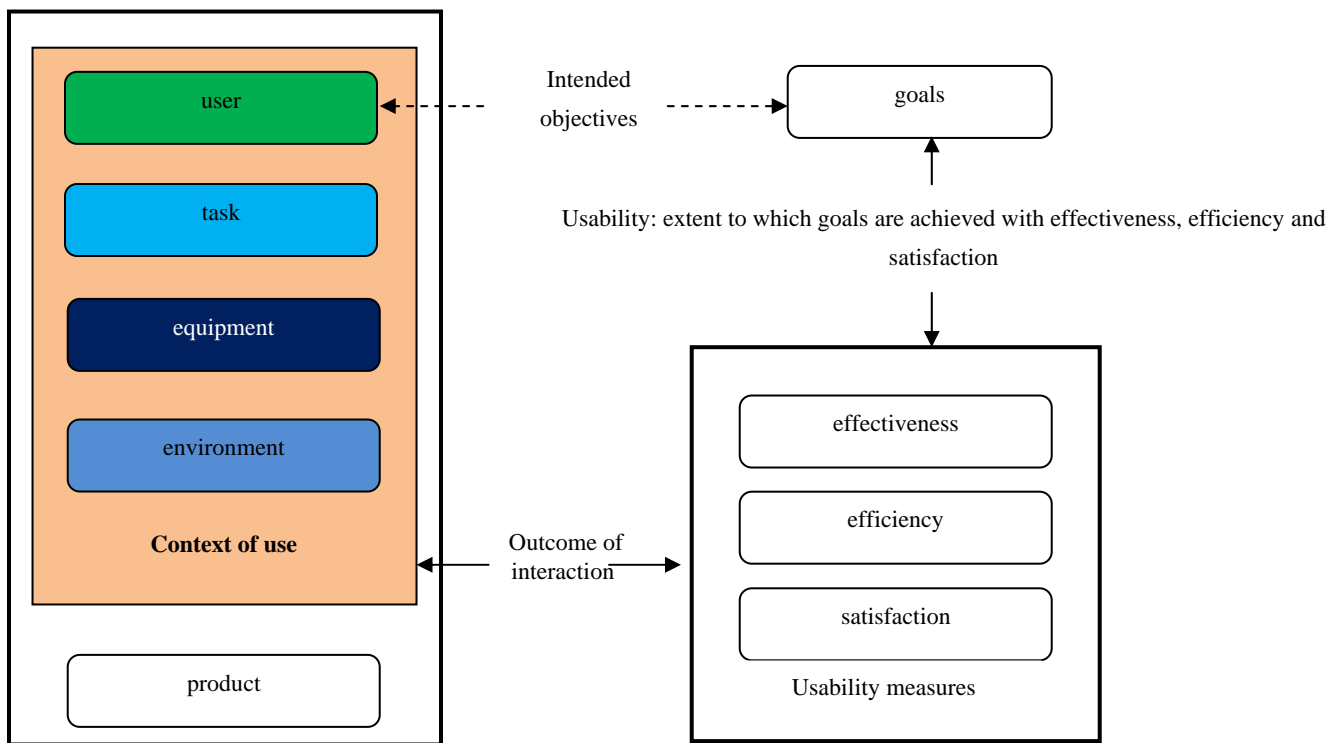 user
task
equipment
environment
Context of use
product
Intended
objectives
goals
Usability: extent to which goals are achieved with effectiveness, efficiency and
satisfaction
Outcome of
interaction
effectiveness
efficiency
satisfaction
Usability measures